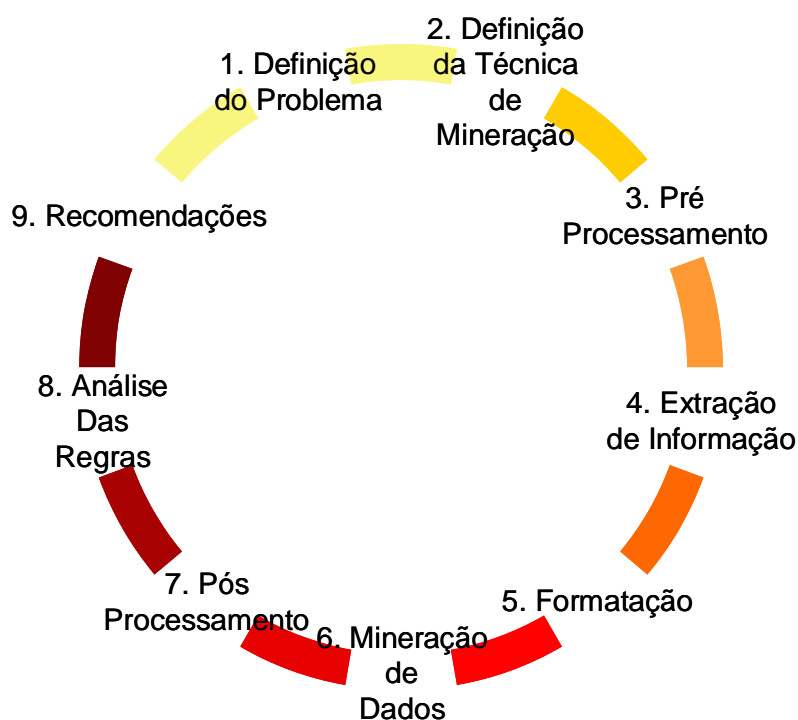 1. Definição
do Problema
2. Definição
da Técnica
de
Mineração
3. Pré
Processamento
4. Extração
de Informação
5. Formatação
6. Mineração
de
Dados
7. Pós
Processamento
8. Análise
Das
Regras
9. Recomendações